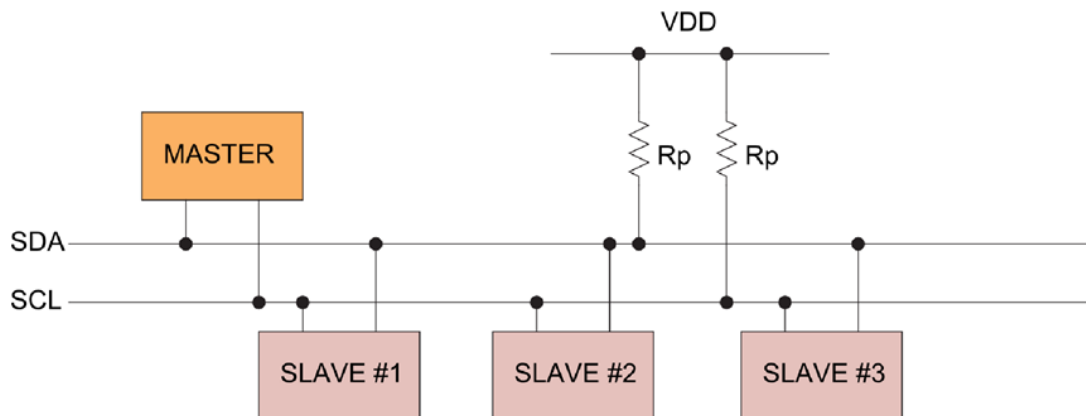 VDD
MASTER
Rp
Rp
SDA
SCL
SLAVE #1
SLAVE #2
SLAVE #3